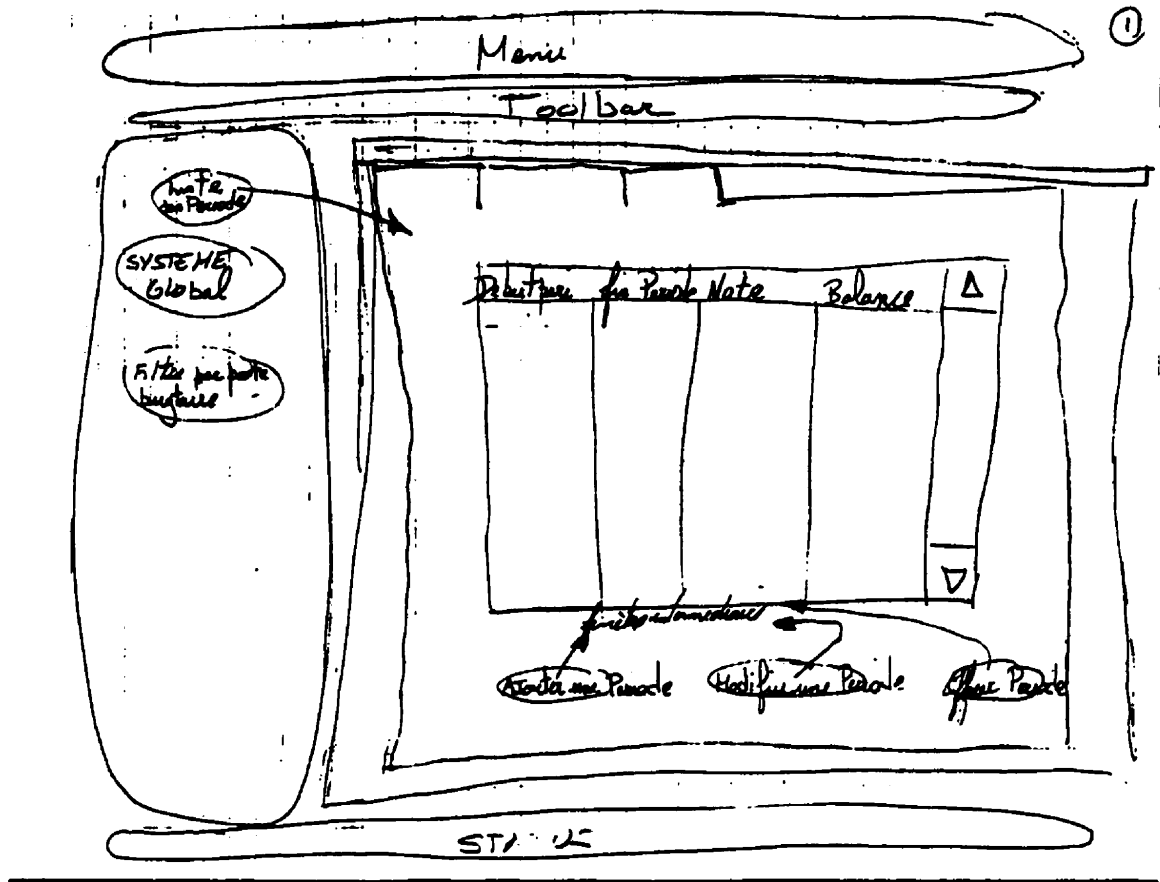 1
Menu
Toolbar
Liste
des Periode
SYSTEME
Global
Filtre par poste
Debut per fin Periode Note Balance
Ajouter une Periode Modifier une Periode Effacer Periode